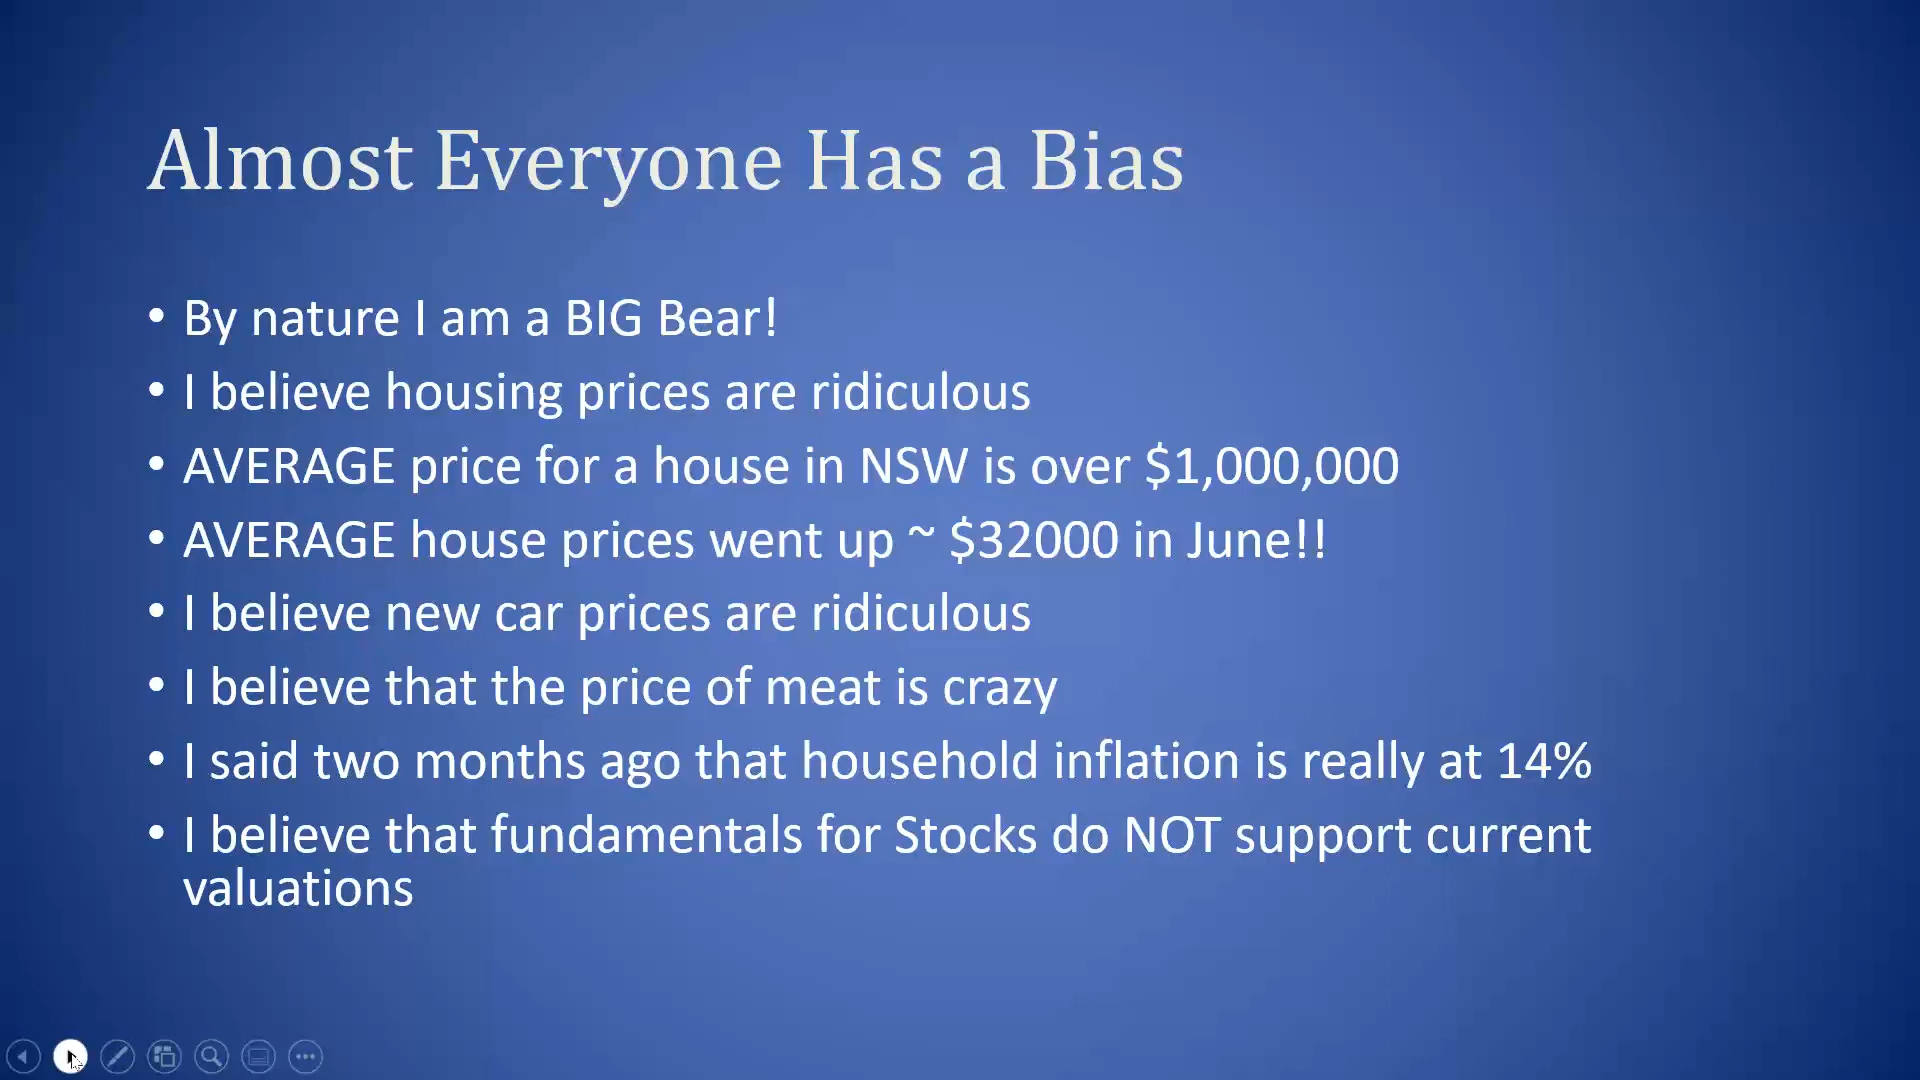 Almost Everyone Has a Bias
• By nature I am a BIG Bear!
• I believe housing prices are ridiculous
• AVERAGE price for a house in NSW is over $1,000,000
• AVERAGE house prices went up ~ $32000 in June!!
• I believe new car prices are ridiculous
• I believe that the price of meat is crazy
• I said two months ago that household inflation is really at 14%
• I believe that fundamentals for Stocks do NOT support current
valuations